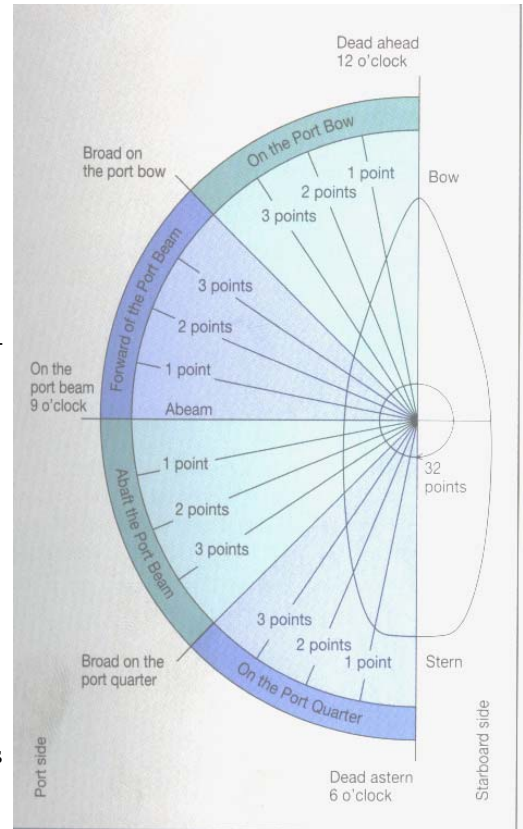 Dead ahead
12 o'clock
On the Port Bow
Broad on
the port bow
1 point
2 points
3 points
Bow
Forward of the Port Beam
3 points
2 points
1 point
On the
port beam
9 o'clock
Abeam
Abaft the Port Beam
1 point
2 points
3 points
32
points
3 points
2 points
1 point
Broad on the
port quarter
On the Port Quarter
Stern
Dead astern
6 o'clock
Port side
Starboard side
s